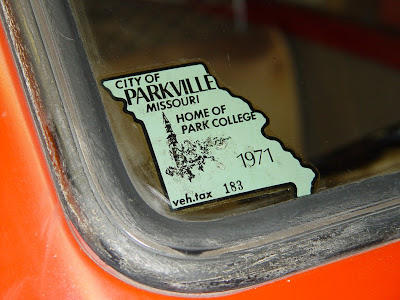 CITY OF
PARKVILLE
MISSOURI
HOME OF
PARK COLLEGE
1971
veh.tax 183